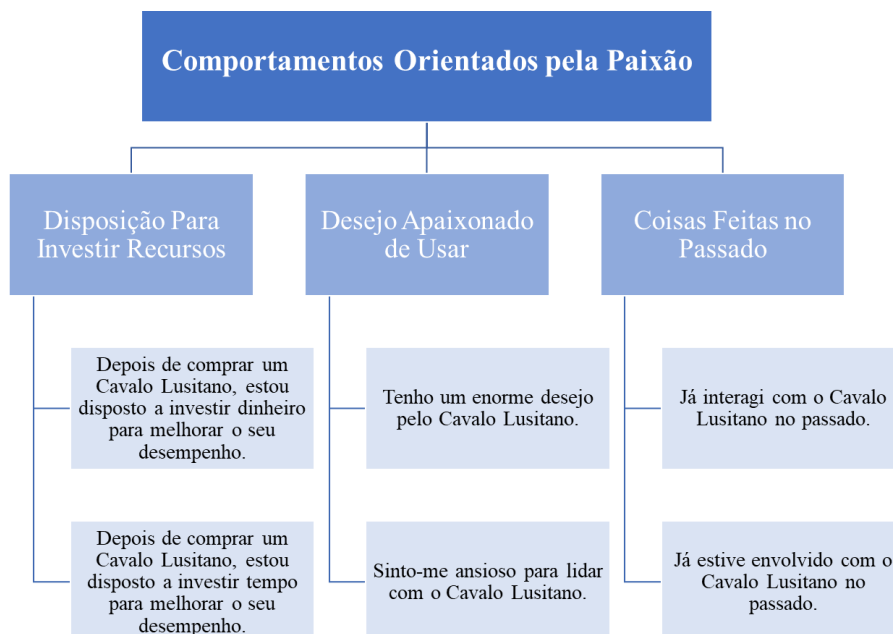 Comportamentos Orientados pela Paixão
Disposição Para
Investir Recursos
Desejo Apaixonado
de Usar
Coisas Feitas no
Passado
Depois de comprar um
Cavalo Lusitano, estou
disposto a investir dinheiro
para melhorar o seu
desempenho.
Tenho um enorme desejo
pelo Cavalo Lusitano.
Já interagi com o Cavalo
Lusitano no passado.
Depois de comprar um
Cavalo Lusitano, estou
disposto a investir tempo
para melhorar o seu
desempenho.
Sinto-me ansioso para lidar
com o Cavalo Lusitano.
Já estive envolvido com o
Cavalo Lusitano no
passado.